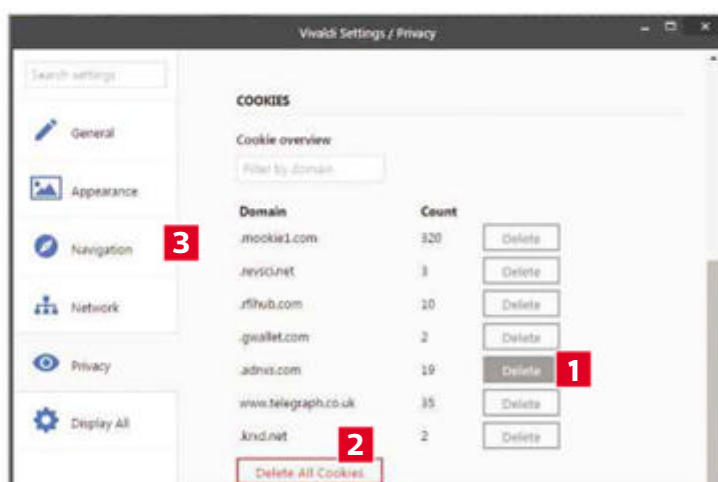 Vivaldi Settings / Privacy
Search settings
General
Appearance
Navigation
3
Network
Privacy
Display All
COOKIES
Cookie overview
Filter by domain
Domain Count
.mookie1.com 320 Delete
.revsci.net 3 Delete
.rfihub.com 10 Delete
.gwallet.com 2 Delete
.adnxs.com 19 Delete 1
www.telegraph.co.uk 35 Delete
.krxd.net 2 Delete
2
Delete All Cookies